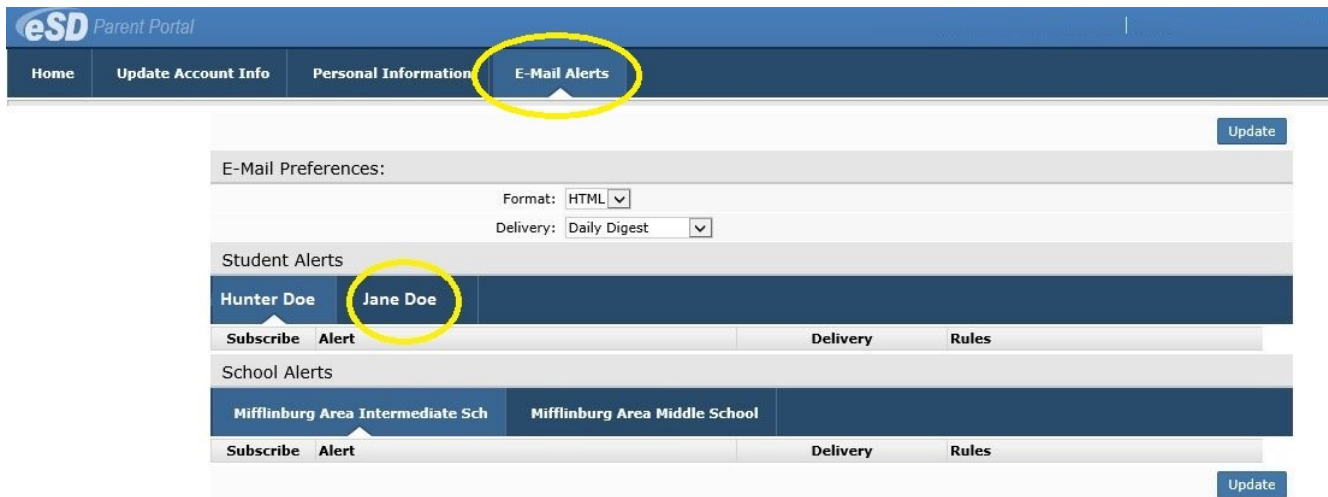 eSD Parent Portal
Home Update Account Info Personal Information E-Mail Alerts
Update
E-Mail Preferences:
Format: HTML
Delivery: Daily Digest
Student Alerts
Hunter Doe Jane Doe
Subscribe Alert Delivery Rules
School Alerts
Mifflinburg Area Intermediate Sch Mifflinburg Area Middle School
Subscribe Alert Delivery Rules
Update